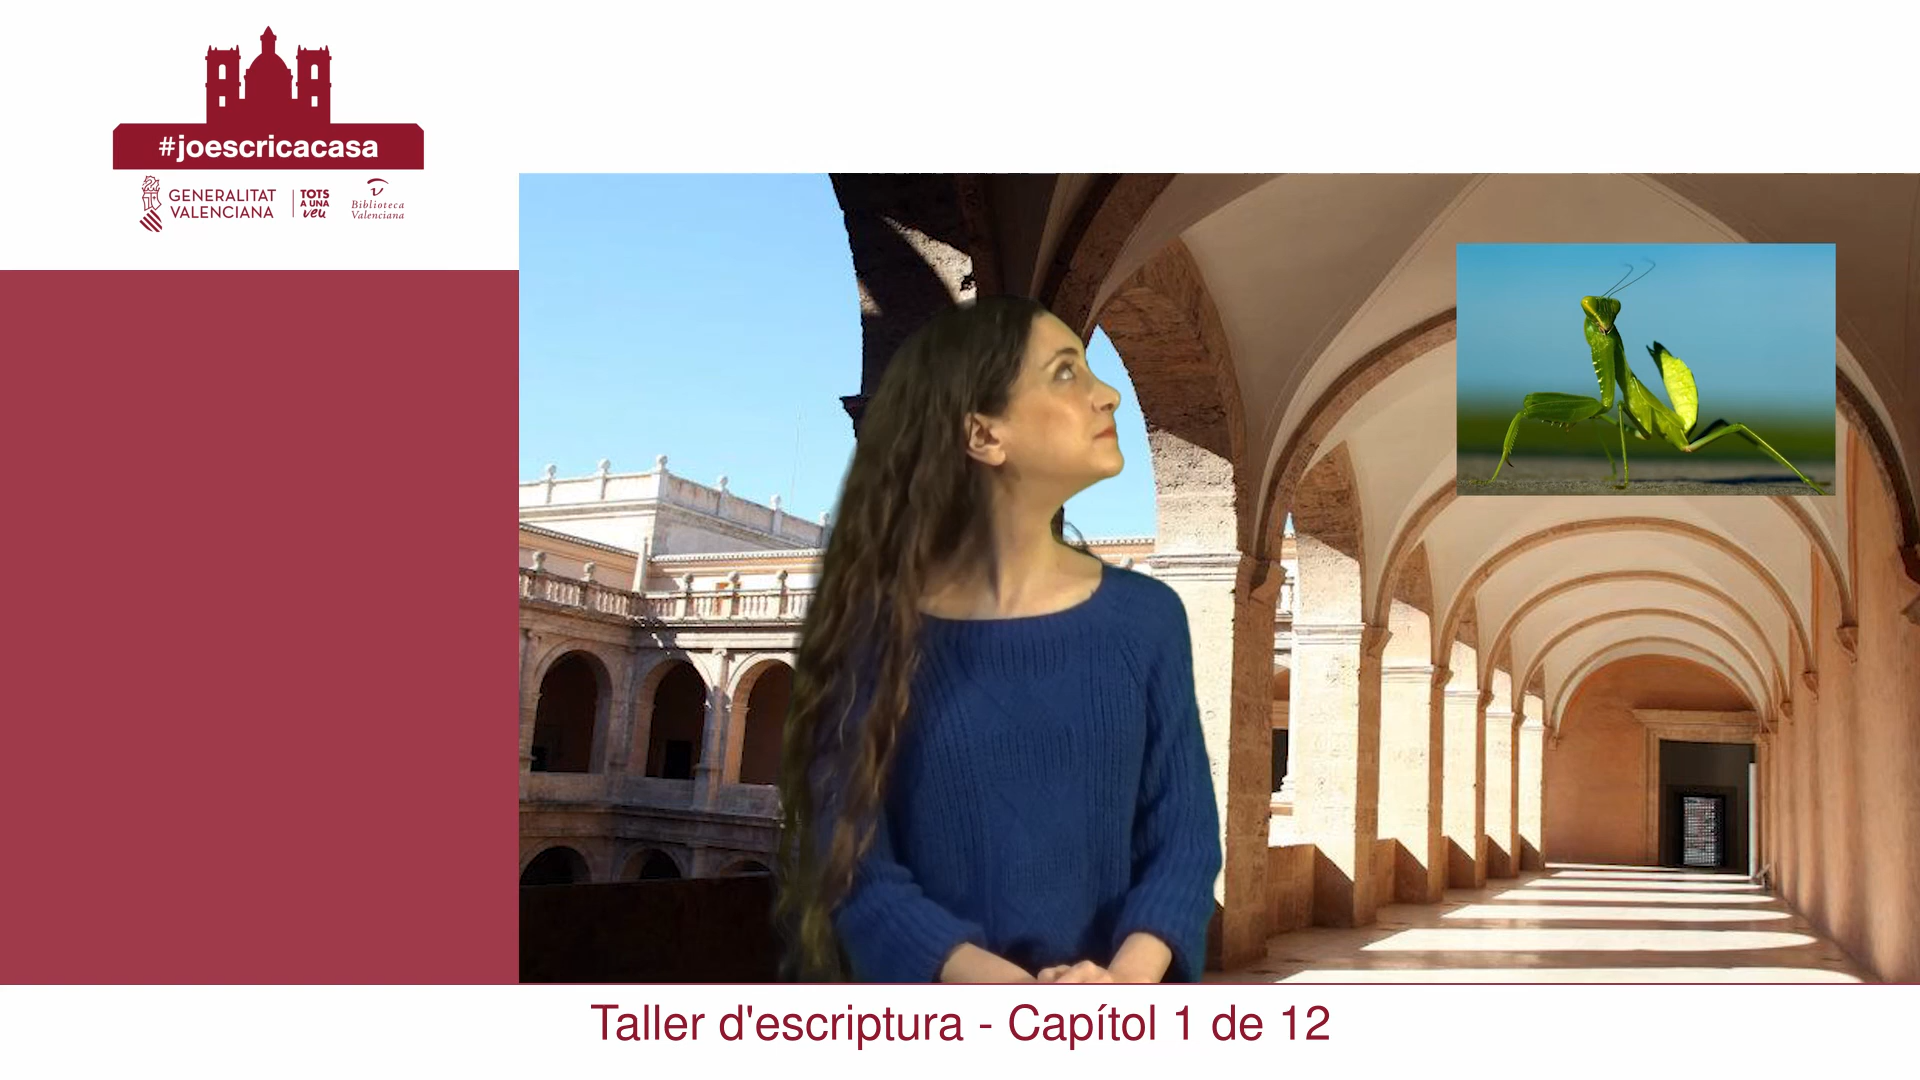 #joescricacasa
GENERALITAT
VALENCIANA
TOTS
A UNA
veu
Biblioteca
Valenciana
Taller d'escriptura - Capítol 1 de 12